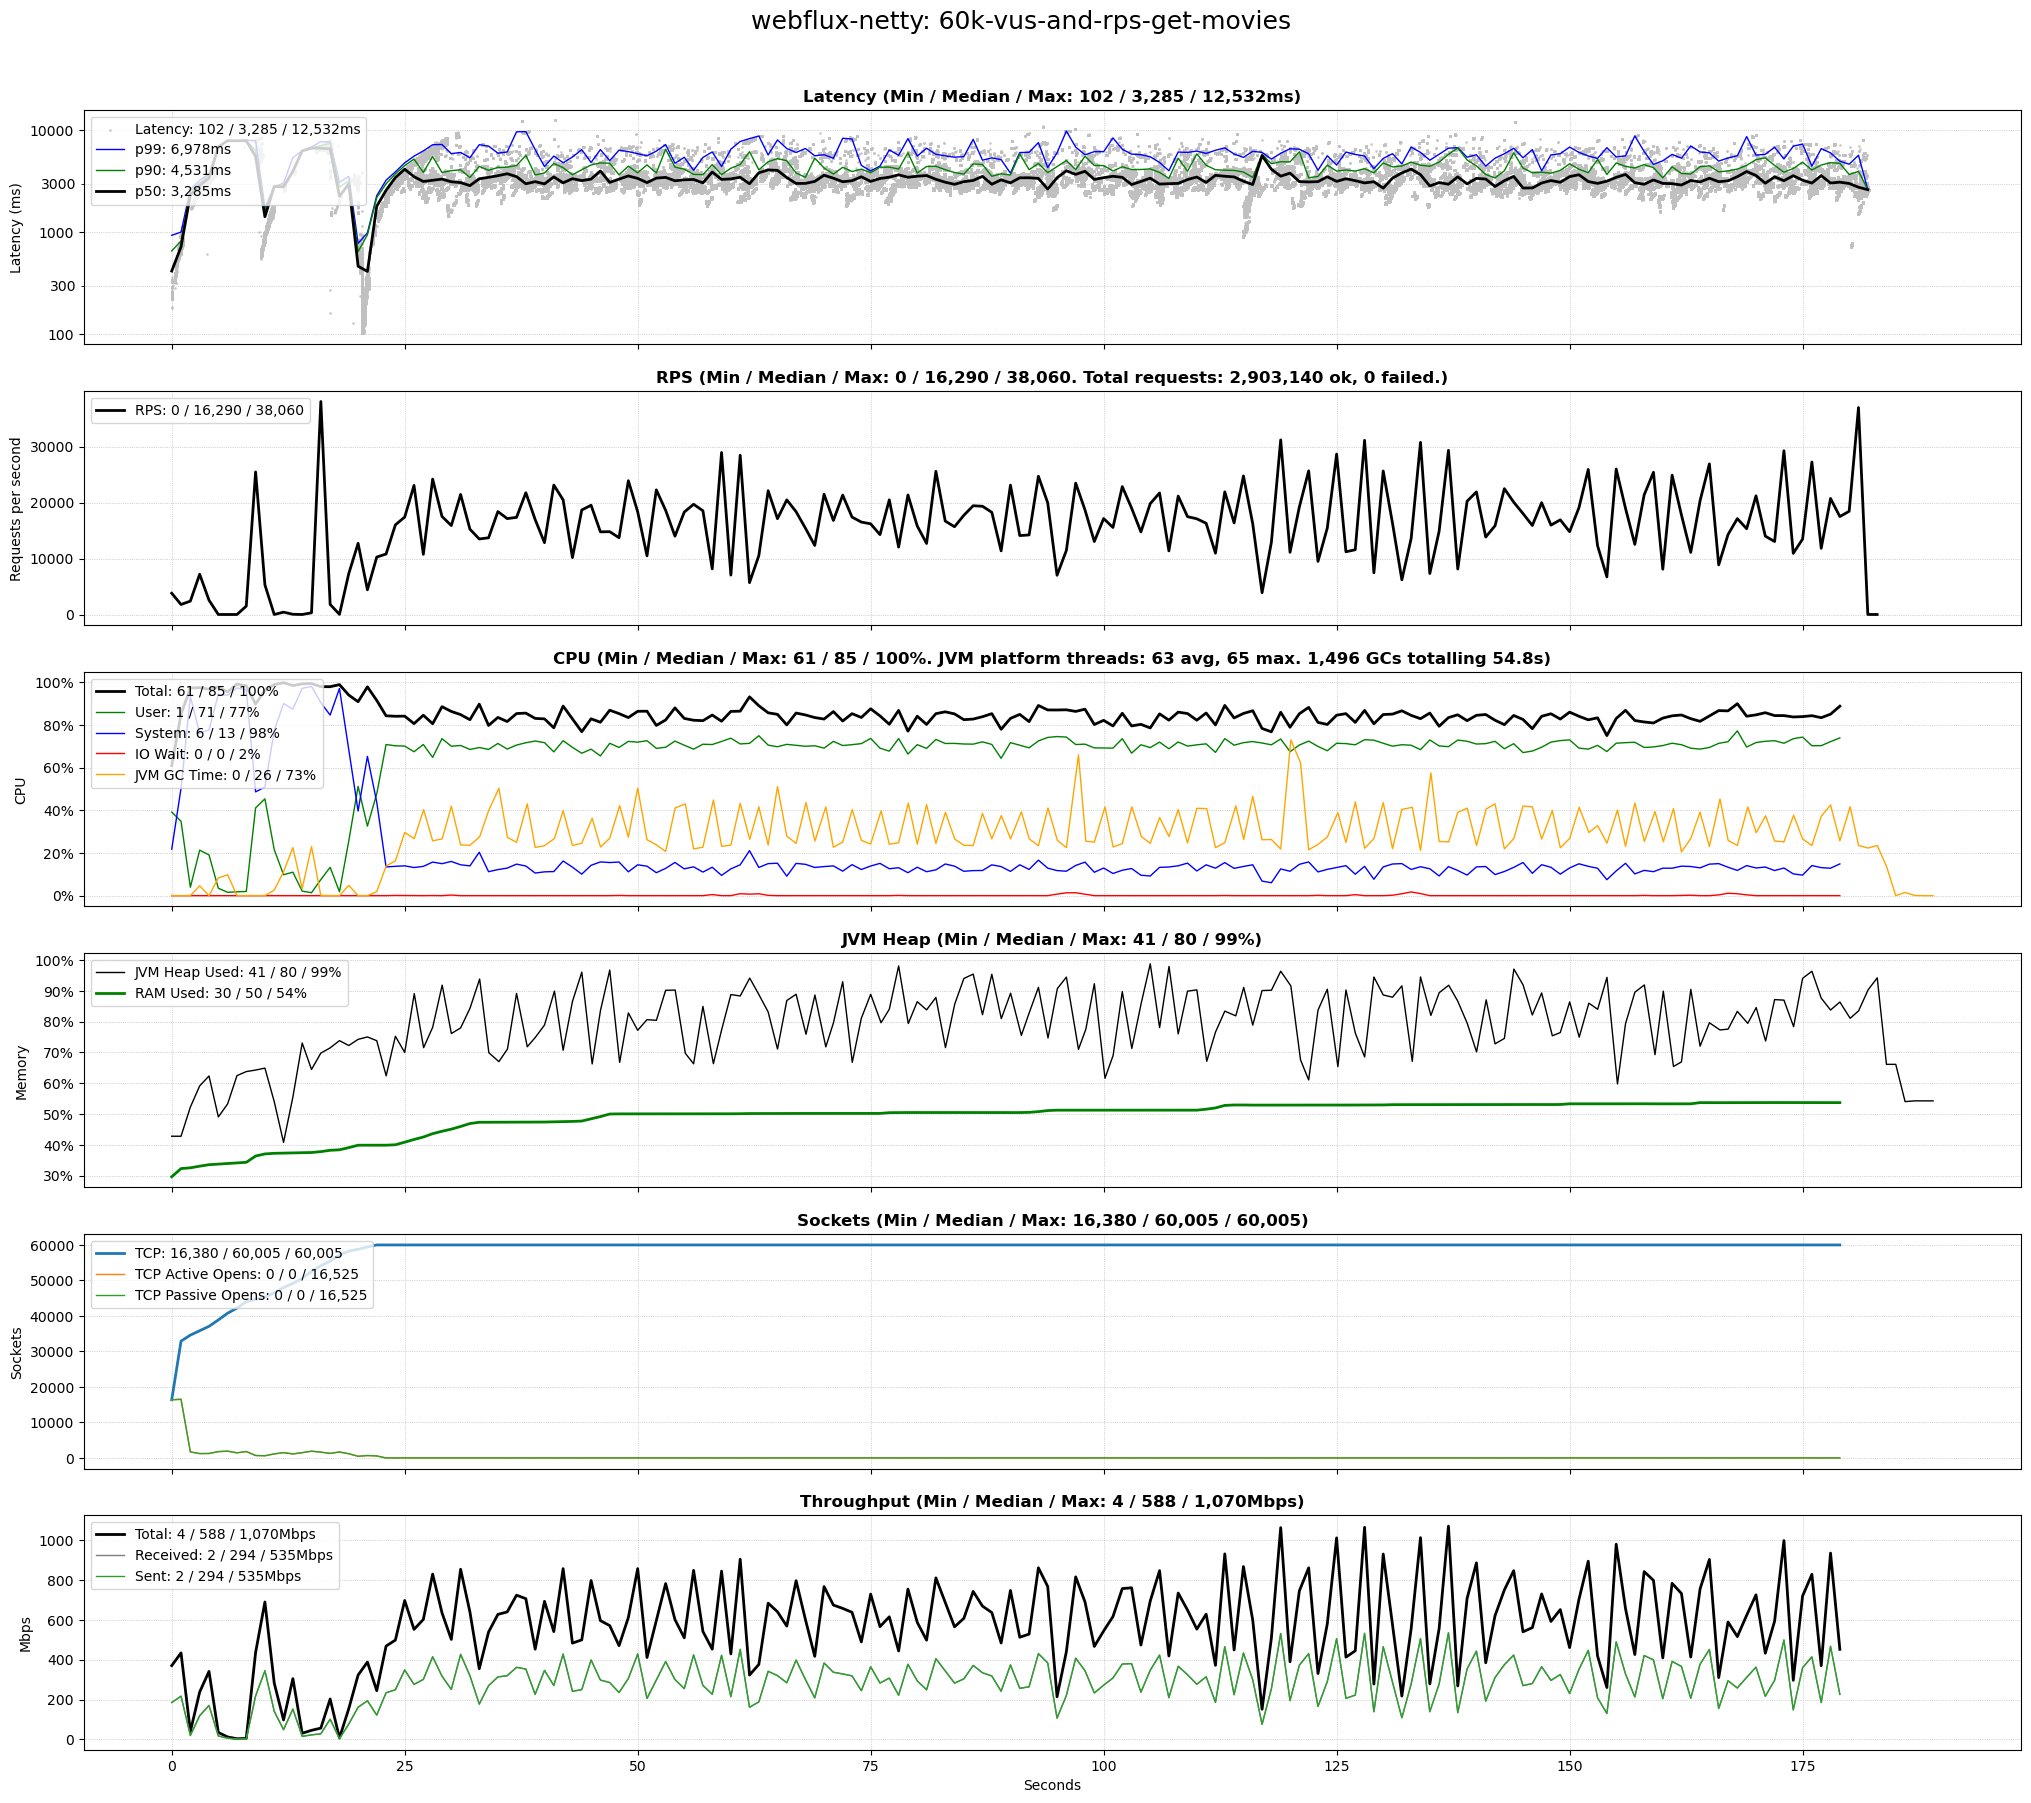 webflux-netty: 60k-vus-and-rps-get-movies
Latency (Min / Median / Max: 102 / 3,285 / 12,532ms)
Latency: 102 / 3,285 / 12,532ms
p99: 6,978ms
p90: 4,531ms
p50: 3,285ms
Latency (ms)
10000
3000
1000
300
100
RPS (Min / Median / Max: 0 / 16,290 / 38,060. Total requests: 2,903,140 ok, 0 failed.)
RPS: 0 / 16,290 / 38,060
Requests per second
30000
20000
10000
0
CPU (Min / Median / Max: 61 / 85 / 100%. JVM platform threads: 63 avg, 65 max. 1,496 GCs totalling 54.8s)
Total: 61 / 85 / 100%
User: 1 / 71 / 77%
System: 6 / 13 / 98%
IO Wait: 0 / 0 / 2%
JVM GC Time: 0 / 26 / 73%
CPU
100%
80%
60%
40%
20%
0%
JVM Heap (Min / Median / Max: 41 / 80 / 99%)
JVM Heap Used: 41 / 80 / 99%
RAM Used: 30 / 50 / 54%
Memory
100%
90%
80%
70%
60%
50%
40%
30%
Sockets (Min / Median / Max: 16,380 / 60,005 / 60,005)
TCP: 16,380 / 60,005 / 60,005
TCP Active Opens: 0 / 0 / 16,525
TCP Passive Opens: 0 / 0 / 16,525
Sockets
60000
50000
40000
30000
20000
10000
0
Throughput (Min / Median / Max: 4 / 588 / 1,070Mbps)
Total: 4 / 588 / 1,070Mbps
Received: 2 / 294 / 535Mbps
Sent: 2 / 294 / 535Mbps
Mbps
1000
800
600
400
200
0
0 25 50 75 100 125 150 175
Seconds